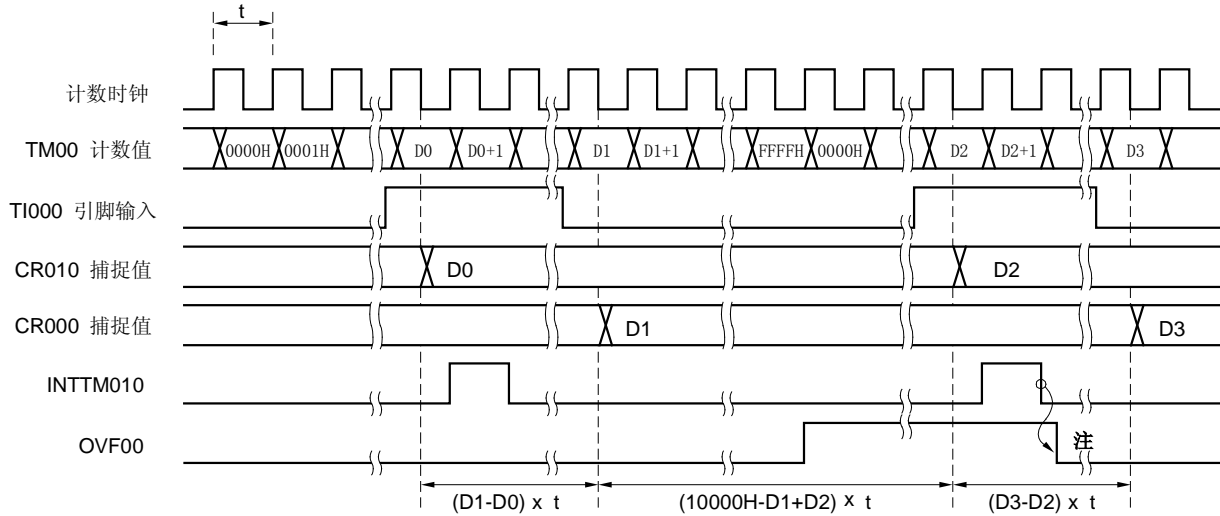 t
计数时钟
TM00 计数值
0000H 0001H D0 D0+1 D1 D1+1 FFFFH 0000H D2 D2+1 D3
TI000 引脚输入
CR010 捕捉值
D0 D2
CR000 捕捉值
D1 D3
INTTM010
OVF00
注
(D1-D0) x t (10000H-D1+D2) x t (D3-D2) x t